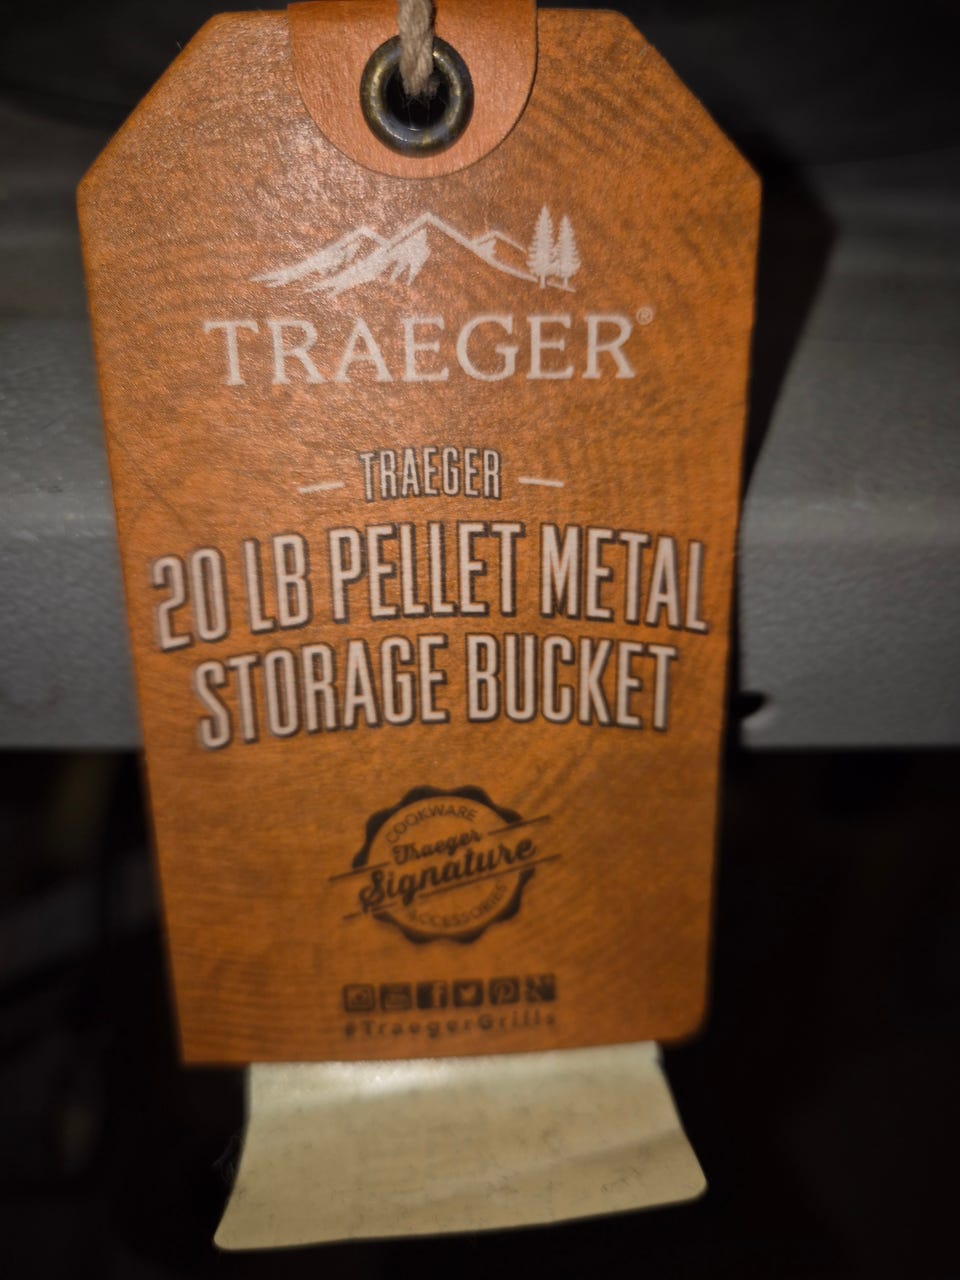 TRAEGER®
TRAEGER
20 LB PELLET METAL
STORAGE BUCKET
COOKWARE
Traeger
Signature
ACCESSORIES
#TraegerGrills